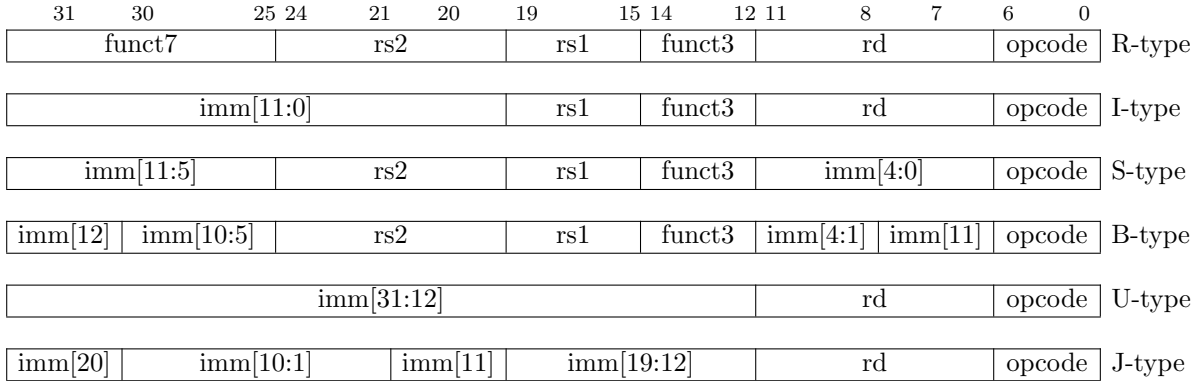 31 30 25 24 21 20 19 15 14 12 11 8 7 6 0
funct7 rs2 rs1 funct3 rd opcode R-type
imm[11:0] rs1 funct3 rd opcode I-type
imm[11:5] rs2 rs1 funct3 imm[4:0] opcode S-type
imm[12] imm[10:5] rs2 rs1 funct3 imm[4:1] imm[11] opcode B-type
imm[31:12] rd opcode U-type
imm[20] imm[10:1] imm[11] imm[19:12] rd opcode J-type